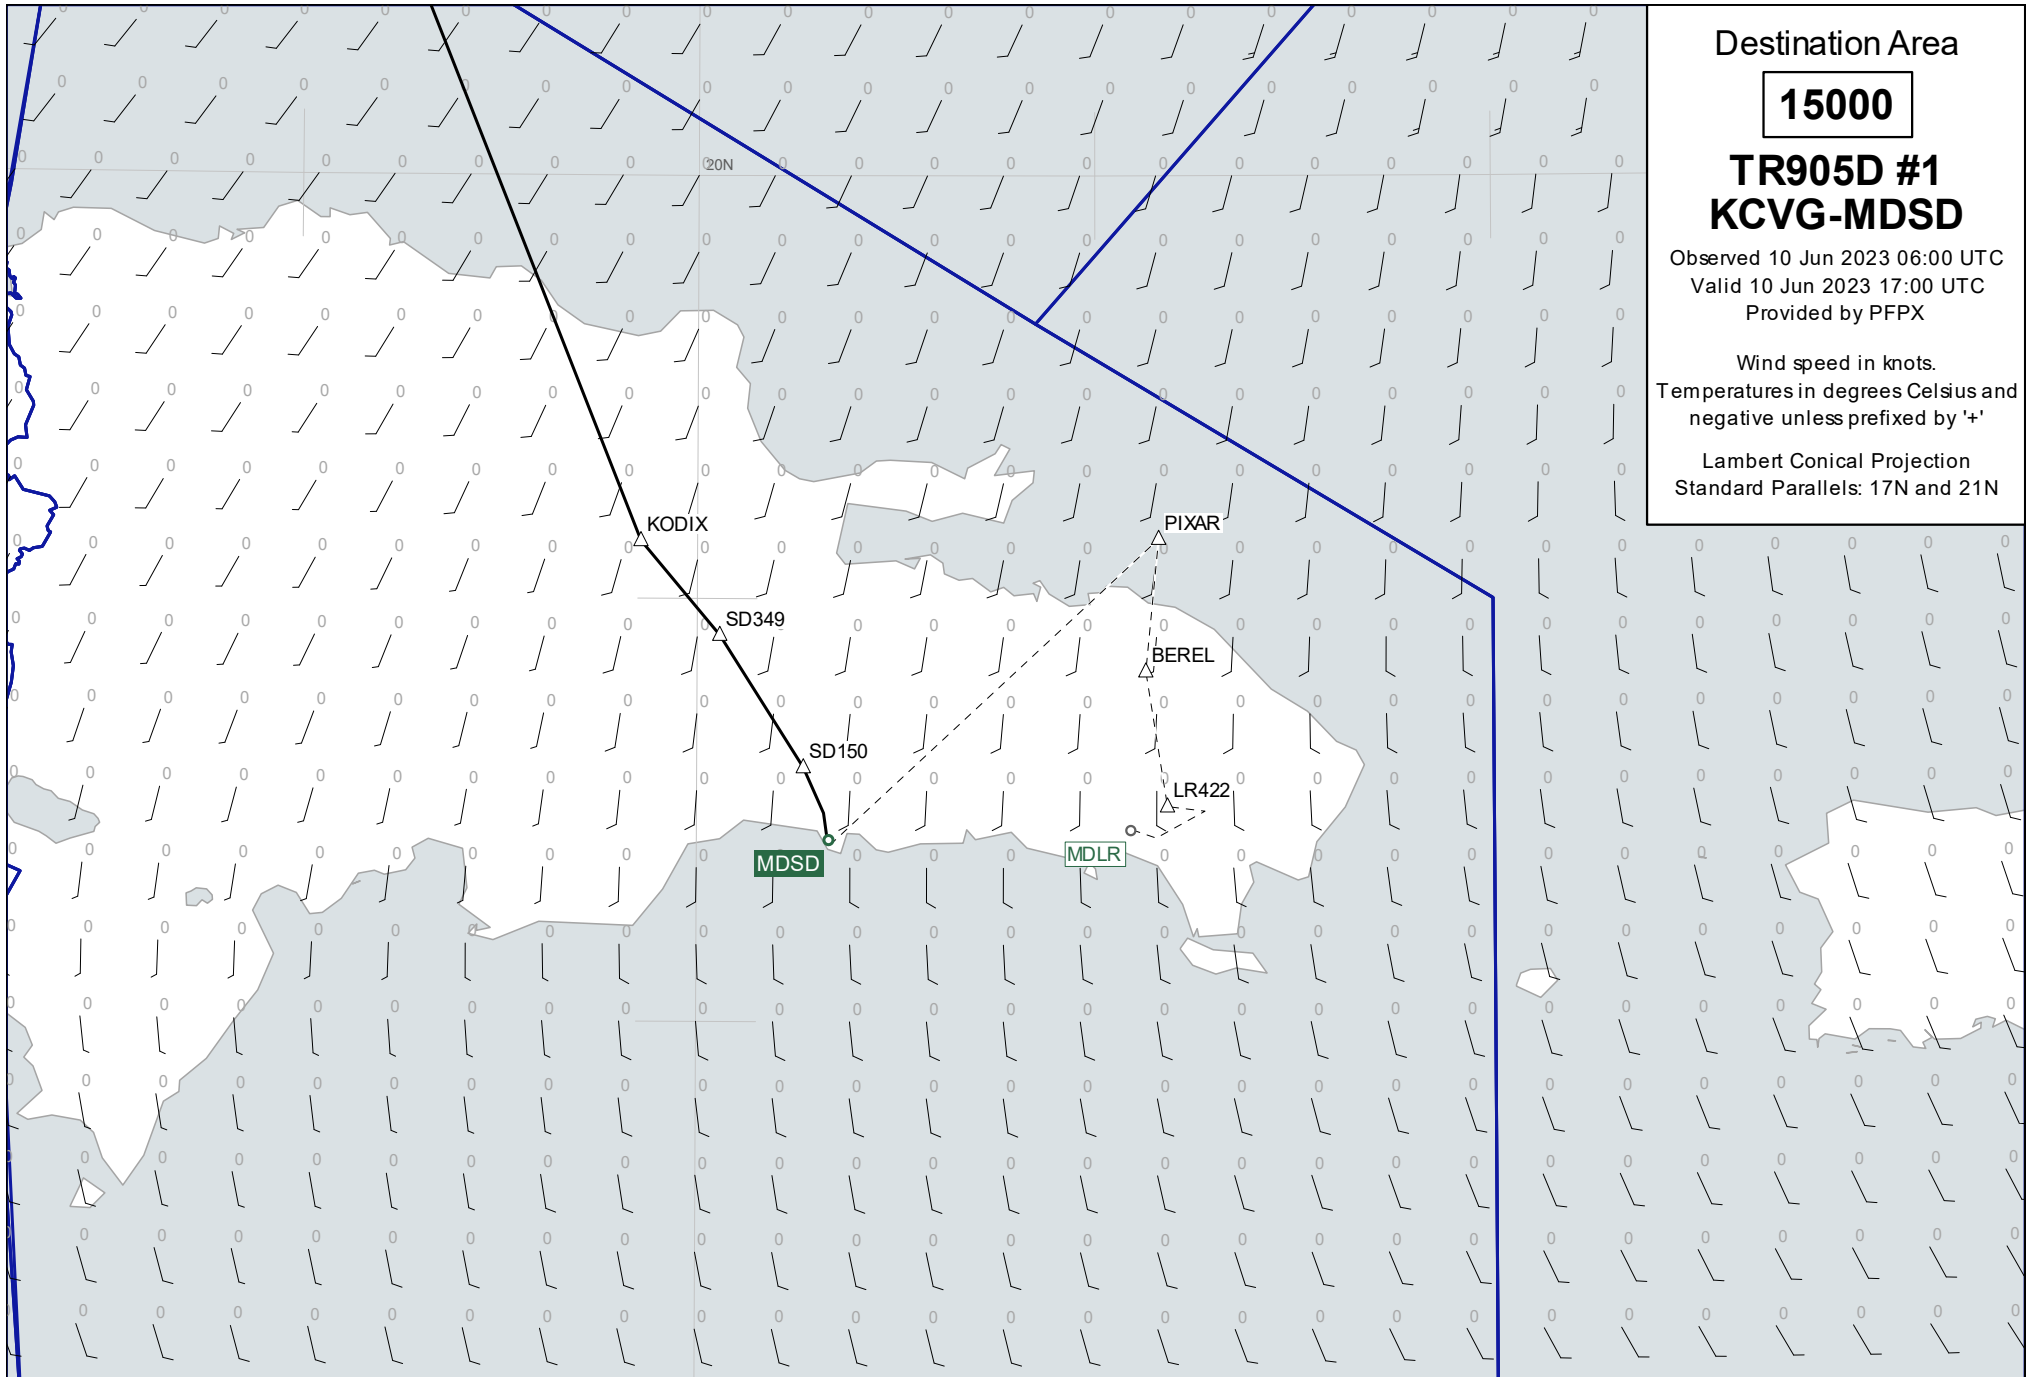 Destination Area
15000
TR905D #1
KCVG-MDSD
Observed 10 Jun 2023 06:00 UTC
Valid 10 Jun 2023 17:00 UTC
Provided by PFPX
Wind speed in knots.
Temperatures in degrees Celsius and
negative unless prefixed by '+'
Lambert Conical Projection
Standard Parallels: 17N and 21N
20N
KODIX
PIXAR
SD349
BEREL
SD150
LR422
MDSD
MDLR